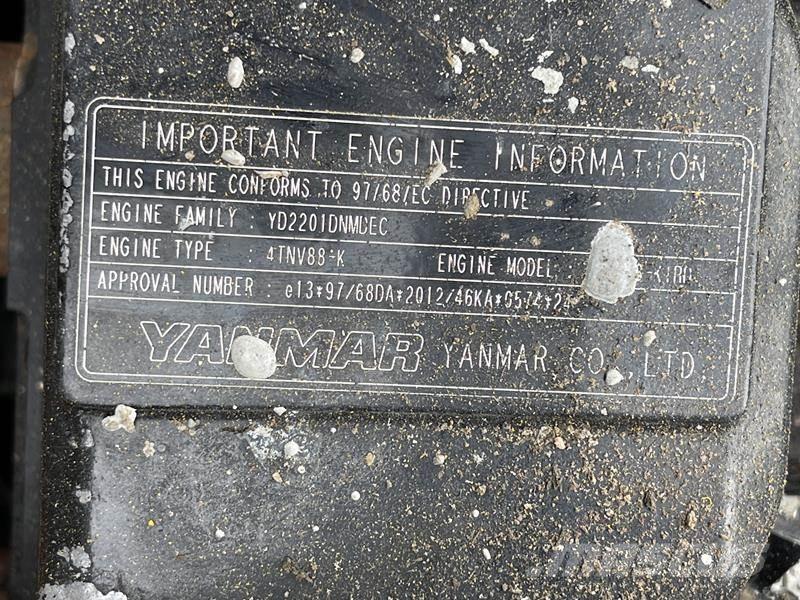 IMPORTANT ENGINE INFORMATION
THIS ENGINE CONFORMS TO 97/68/EC DIRECTIVE
ENGINE FAMILY : YD2201DNMDEC
ENGINE TYPE : 4TNV88-K ENGINE MODEL
APPROVAL NUMBER : e13*97/68DA*2012/46KA*0574*
YANMAR YANMAR CO.,LTD